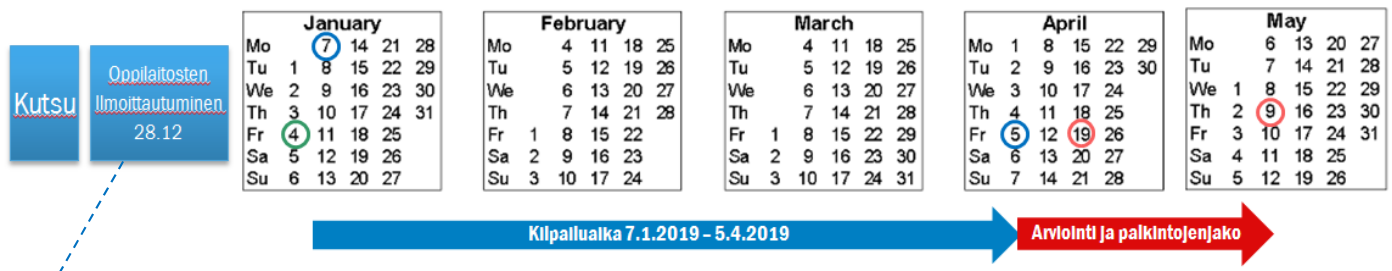 Kutsu
Oppilaitosten
Ilmoittautuminen
28.12
January
Mo 7 14 21 28
Tu 1 8 15 22 29
We 2 9 16 23 30
Th 3 10 17 24 31
Fr 4 11 18 25
Sa 5 12 19 26
Su 6 13 20 27
February
Mo 4 11 18 25
Tu 5 12 19 26
We 6 13 20 27
Th 7 14 21 28
Fr 1 8 15 22
Sa 2 9 16 23
Su 3 10 17 24
March
Mo 4 11 18 25
Tu 5 12 19 26
We 6 13 20 27
Th 7 14 21 28
Fr 1 8 15 22 29
Sa 2 9 16 23 30
Su 3 10 17 24 31
April
Mo 1 8 15 22 29
Tu 2 9 16 23 30
We 3 10 17 24
Th 4 11 18 25
Fr 5 12 19 26
Sa 6 13 20 27
Su 7 14 21 28
May
Mo 6 13 20 27
Tu 7 14 21 28
We 1 8 15 22 29
Th 2 9 16 23 30
Fr 3 10 17 24 31
Sa 4 11 18 25
Su 5 12 19 26
Kilpailuaika 7.1.2019 – 5.4.2019
Arviointi ja palkintojenjako